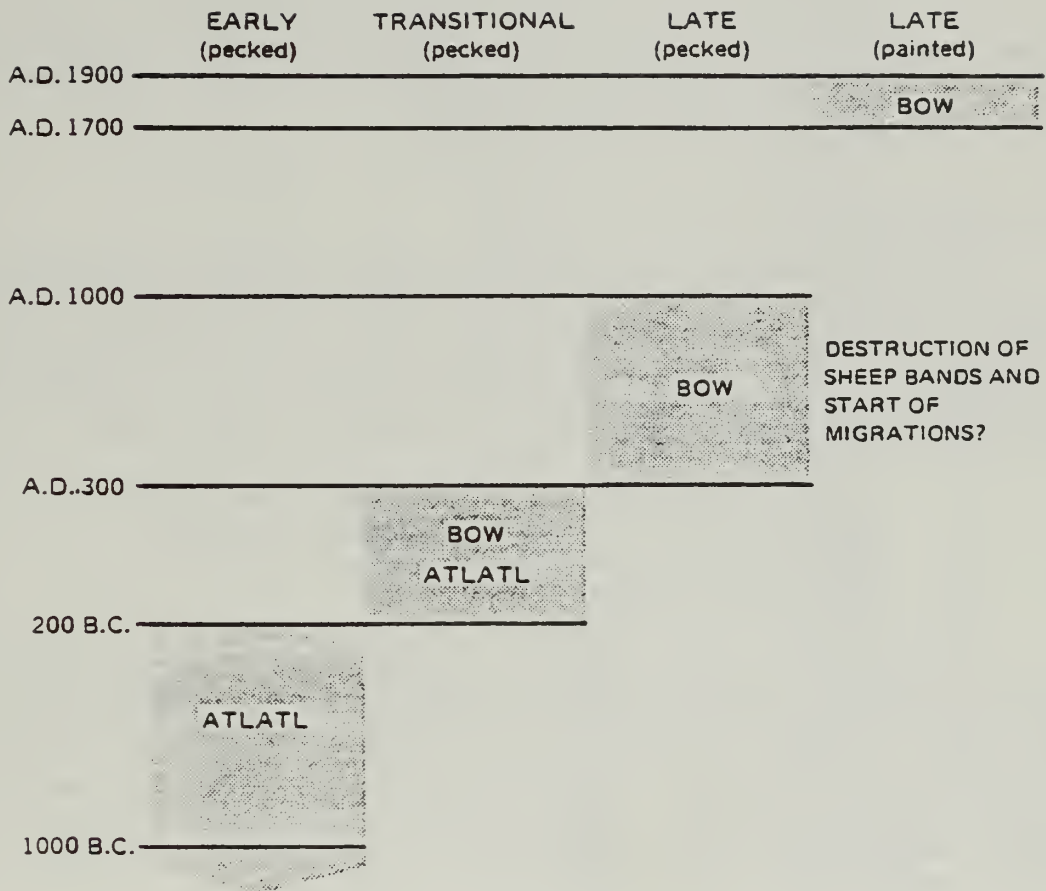 EARLY TRANSITIONAL LATE LATE
(pecked) (pecked) (pecked) (painted)
A.D. 1900
BOW
A.D. 1700
A.D. 1000
DESTRUCTION OF
SHEEP BANDS AND
BOW
START OF
MIGRATIONS?
A.D. 300
BOW
ATLATL
200 B.C.
ATLATL
1000 B.C.